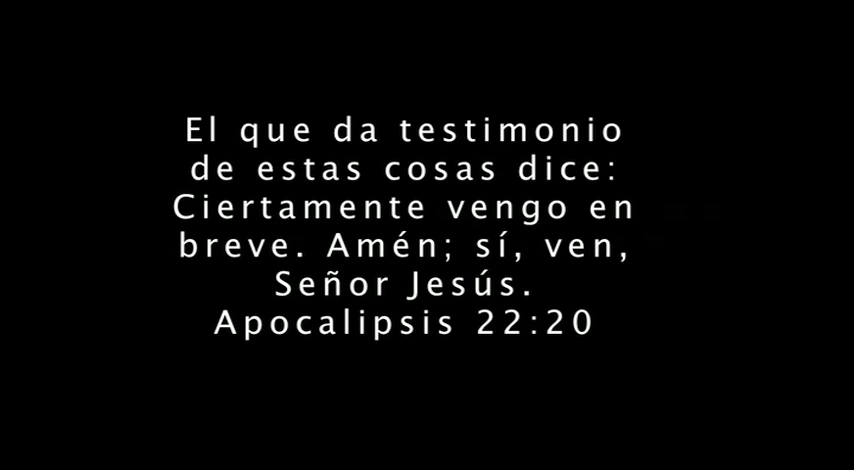 El que da testimonio
de estas cosas dice:
Ciertamente vengo en
breve. Amén; sí, ven,
Señor Jesús.
Apocalipsis 22:20